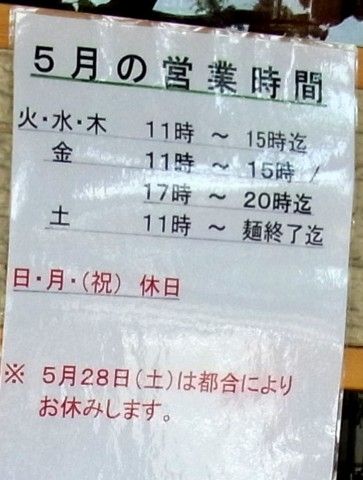 5月の営業時間
火・水・木 11時 ～ 15時迄
金 11時 ～ 15時 /
17時 ～ 20時迄
土 11時 ～ 麺終了迄
日・月・(祝) 休日
※ 5月28日(土)は都合により
お休みします。